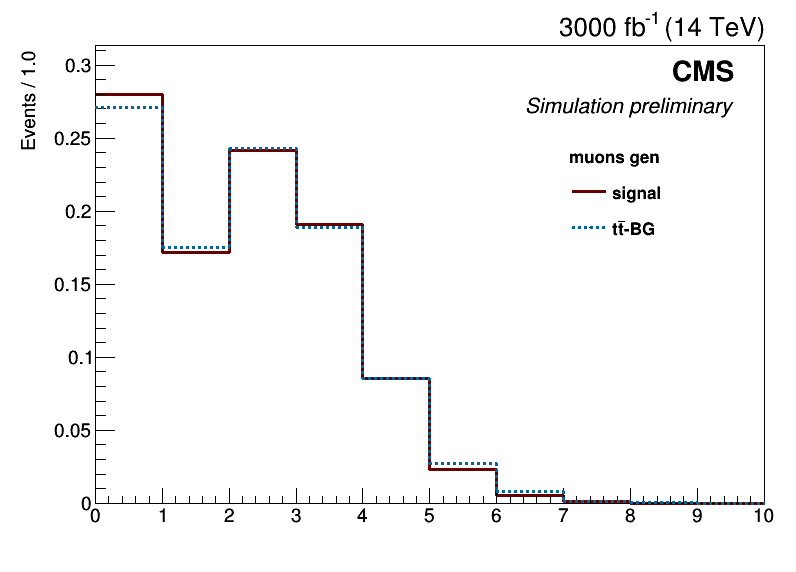 3000 fb⁻¹ (14 TeV)
CMS
Simulation preliminary
Events / 1.0
muons gen
signal
tt̄-BG
0.3
0.25
0.2
0.15
0.1
0.05
0
0 1 2 3 4 5 6 7 8 9 10